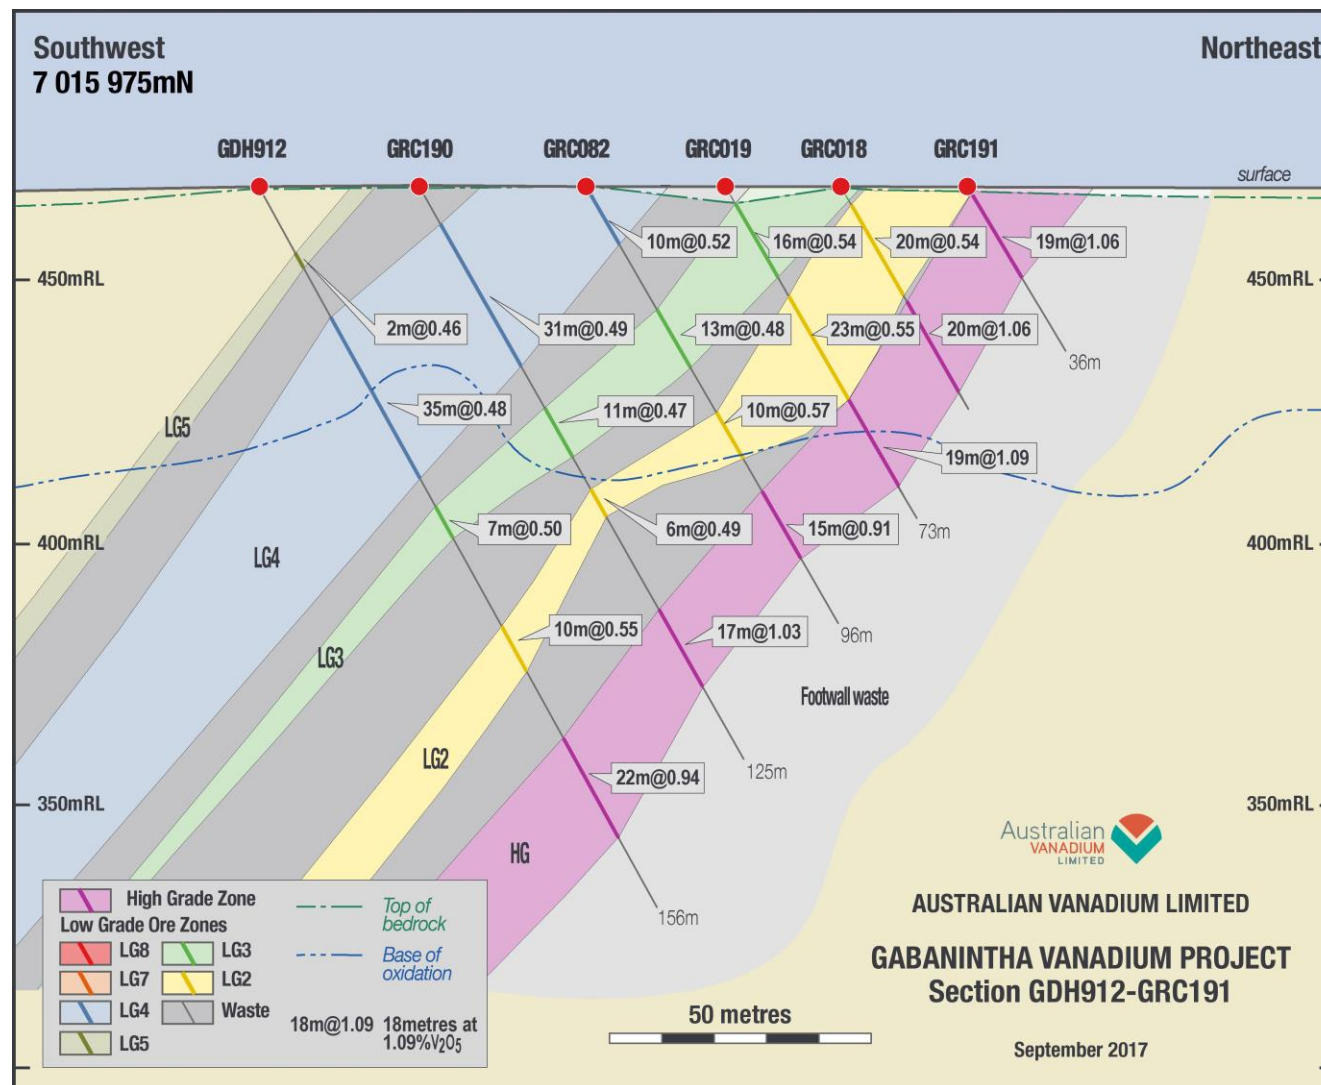 Southwest
7 015 975mN
Northeast
GDH912
GRC190
GRC082
GRC019
GRC018
GRC191
surface
10m@0.52
16m@0.54
20m@0.54
19m@1.06
450mRL
450mRL
2m@0.46
31m@0.49
13m@0.48
23m@0.55
20m@1.06
36m
35m@0.48
11m@0.47
10m@0.57
LG5
19m@1.09
7m@0.50
6m@0.49
15m@0.91
73m
400mRL
400mRL
LG4
10m@0.55
17m@1.03
96m
LG3
Footwall waste
LG2
125m
22m@0.94
350mRL
350mRL
HG
156m
Australian
VANADIUM
LIMITED
High Grade Zone
Low Grade Ore Zones
LG8
LG3
LG7
LG2
LG4
Waste
LG5
Top of
bedrock
Base of
oxidation
18m@1.09
18metres at
1.09%V₂O₅
50 metres
AUSTRALIAN VANADIUM LIMITED
GABANINTHA VANADIUM PROJECT
Section GDH912-GRC191
September 2017